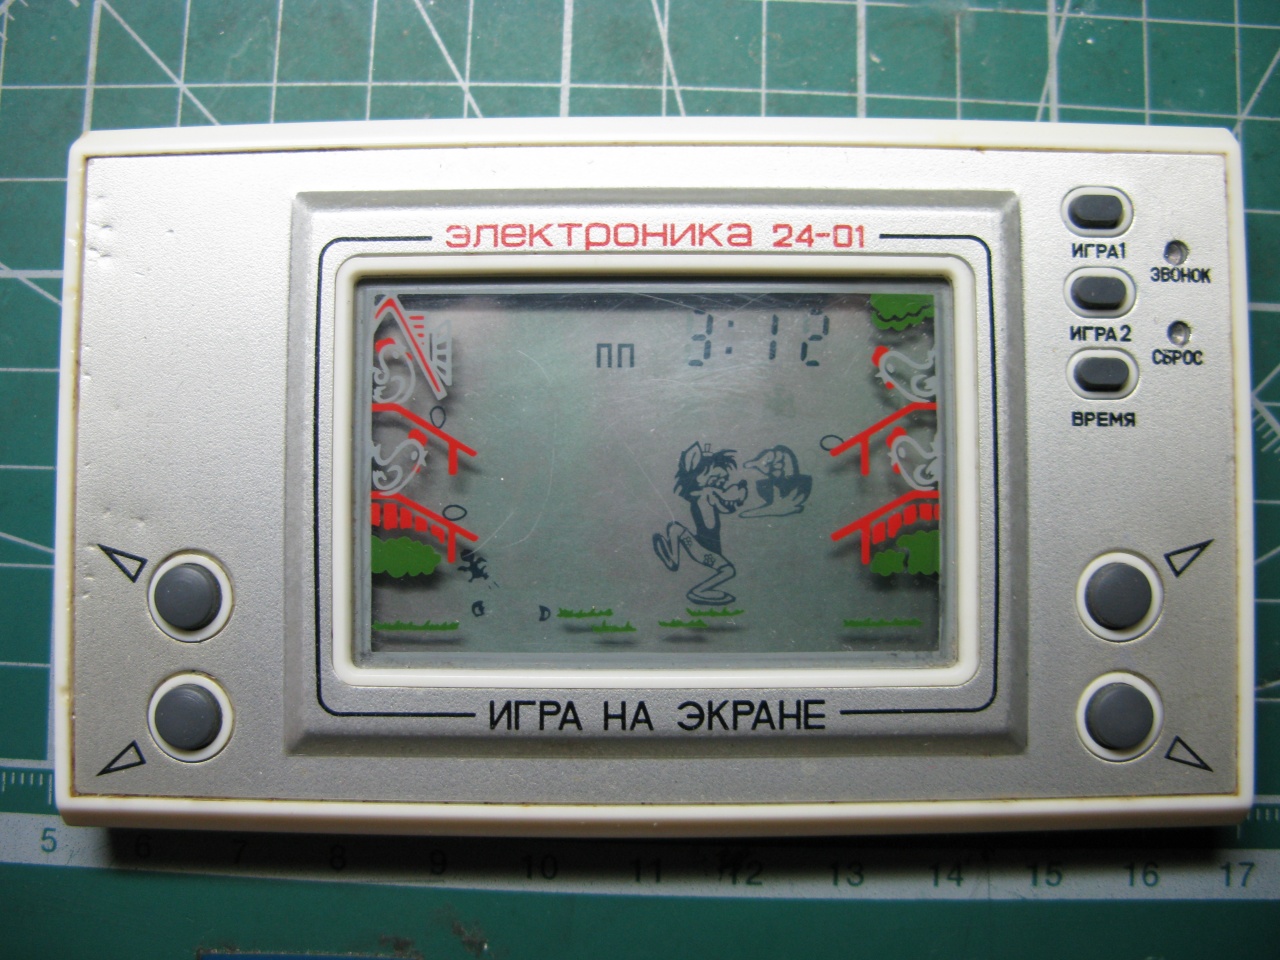 электроника 24-01
ИГРА1
ЗВОНОК
ИГРА2
СБРОС
ВРЕМЯ
ПП 3:12
ИГРА НА ЭКРАНЕ
5 6 7 8 9 10 11 12 13 14 15 16 17